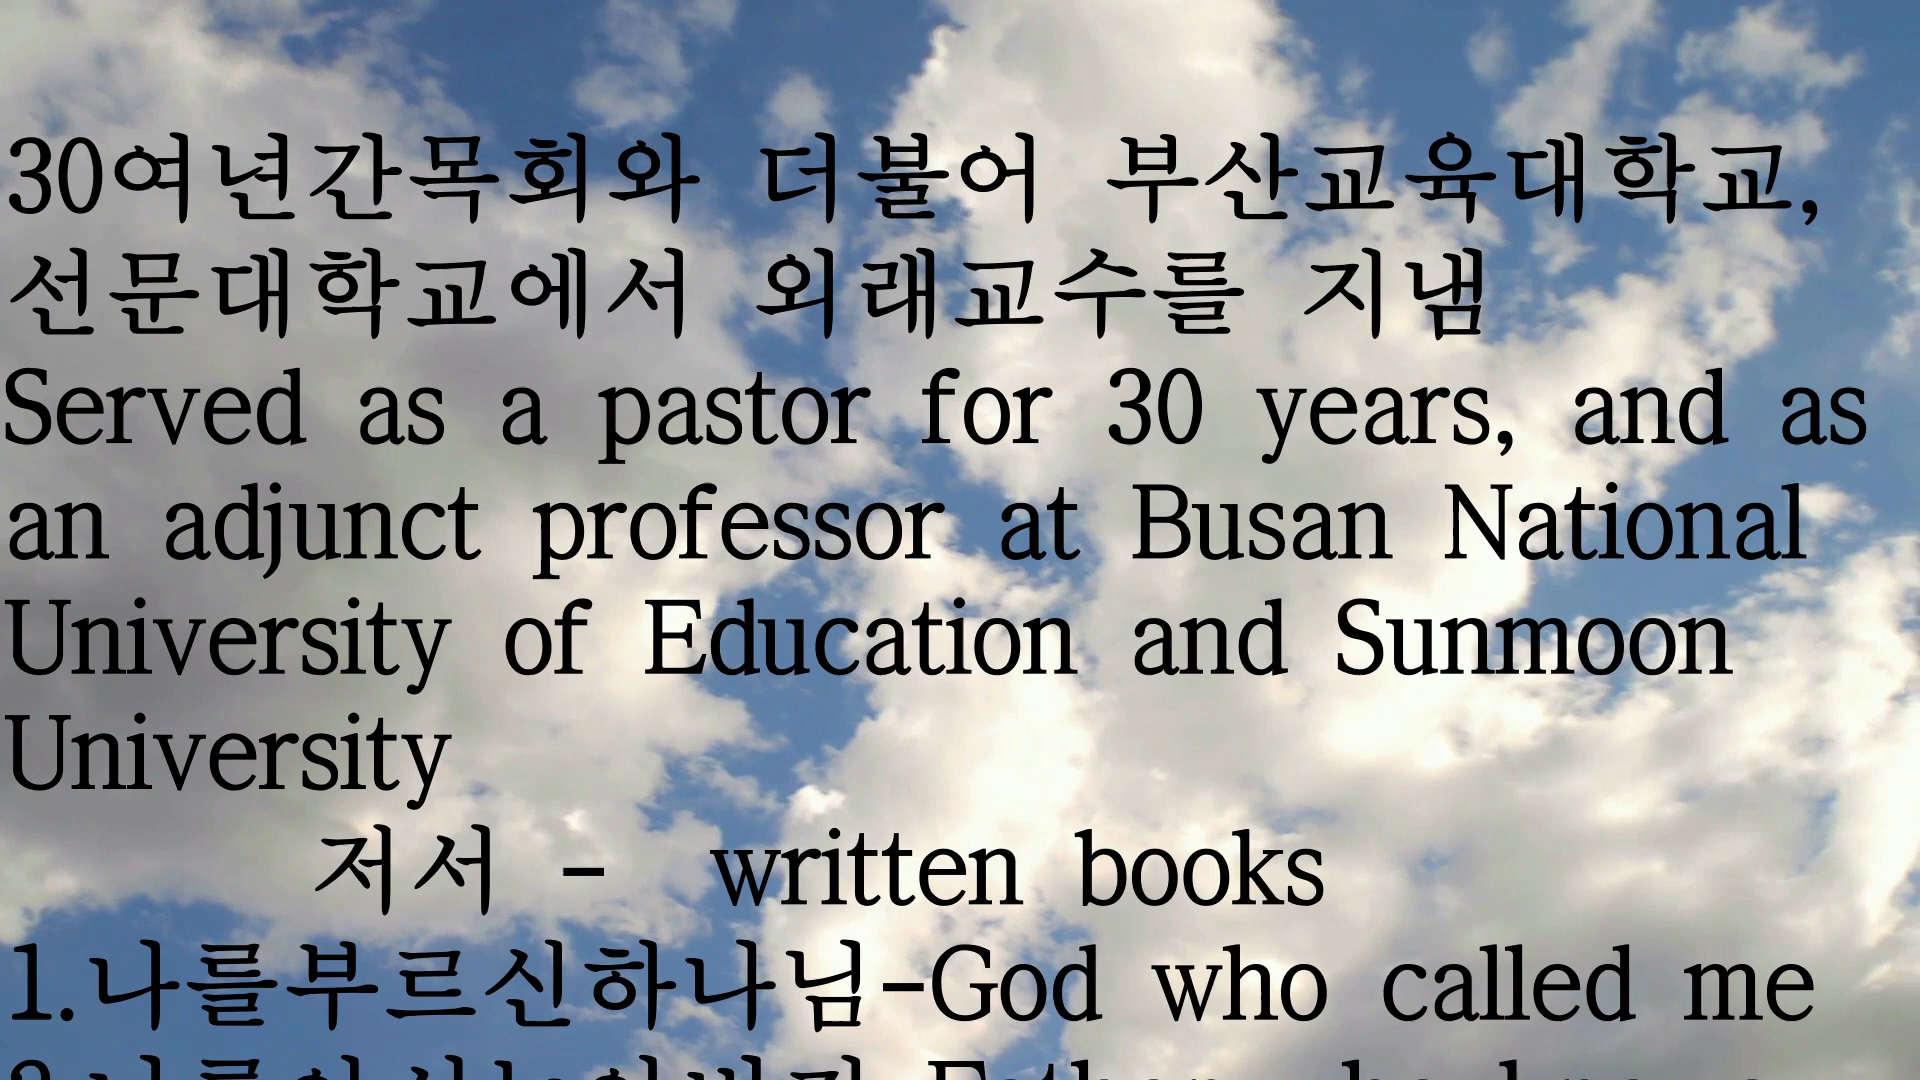 30여년간목회와 더불어 부산교육대학교,
선문대학교에서 외래교수를 지냄
Served as a pastor for 30 years, and as
an adjunct professor at Busan National
University of Education and Sunmoon
University
저서 - written books
1.나를부르신하나님-God who called me